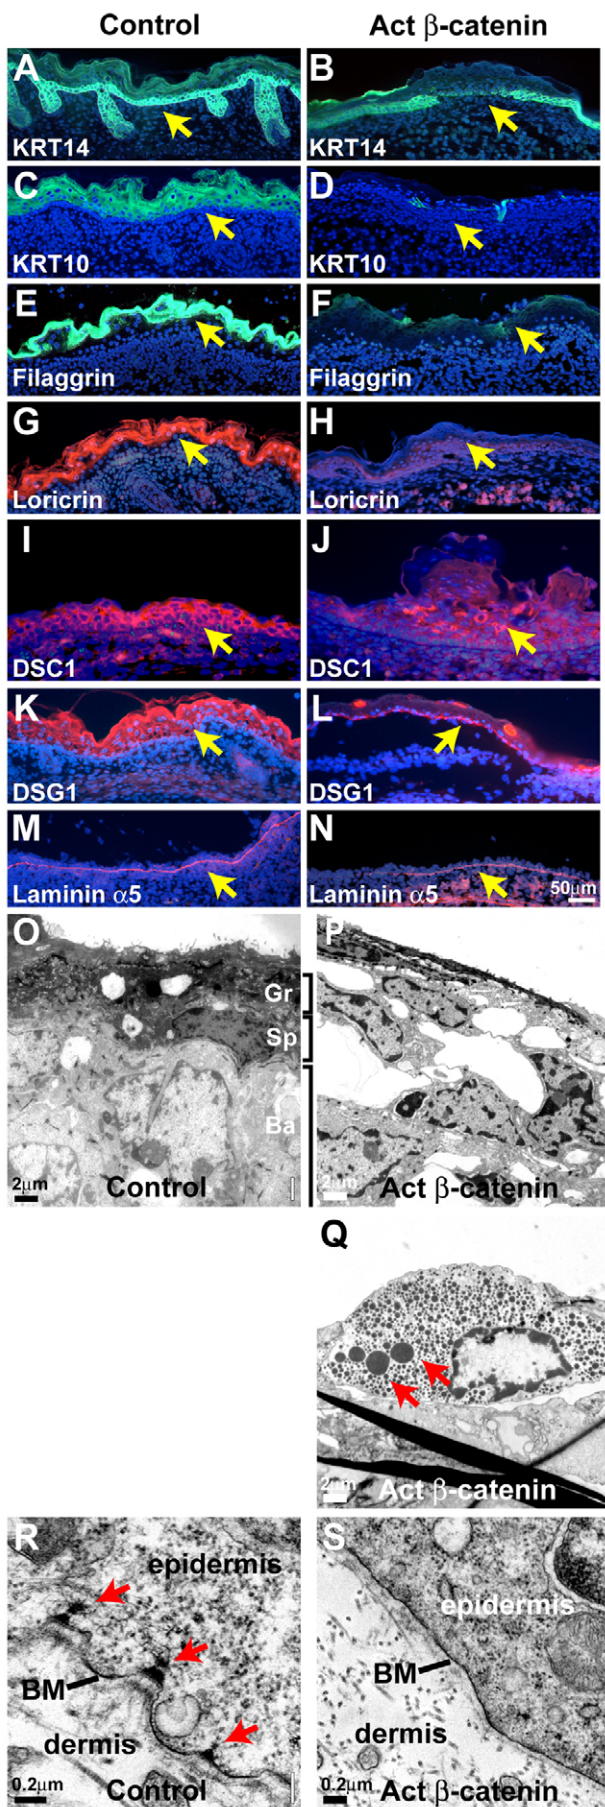 Control Act β-catenin
A B
KRT14 KRT14
C D
KRT10 KRT10
E F
Filaggrin Filaggrin
G H
Loricrin Loricrin
I J
DSC1 DSC1
K L
DSG1 DSG1
M N
Laminin α5 Laminin α5 50μm
O P
Gr
Sp
Ba
2μm Control 2μm Act β-catenin
Q
2μm Act β-catenin
R S
epidermis epidermis
BM BM
dermis dermis
0.2μm Control 0.2μm Act β-catenin